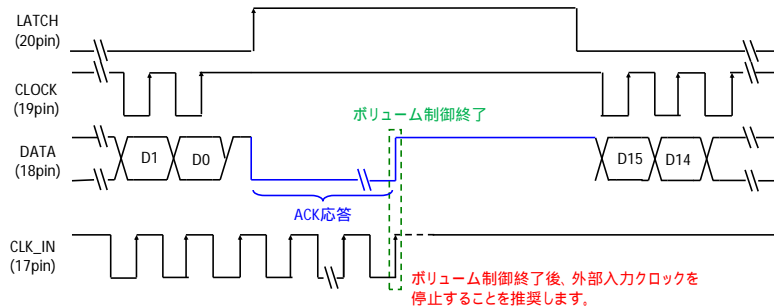 LATCH
(20pin)
CLOCK
(19pin)
ボリューム制御終了
DATA
(18pin)
D1
D0
D15
D14
ACK応答
CLK_IN
(17pin)
ボリューム制御終了後、外部入力クロックを
停止することを推奨します。